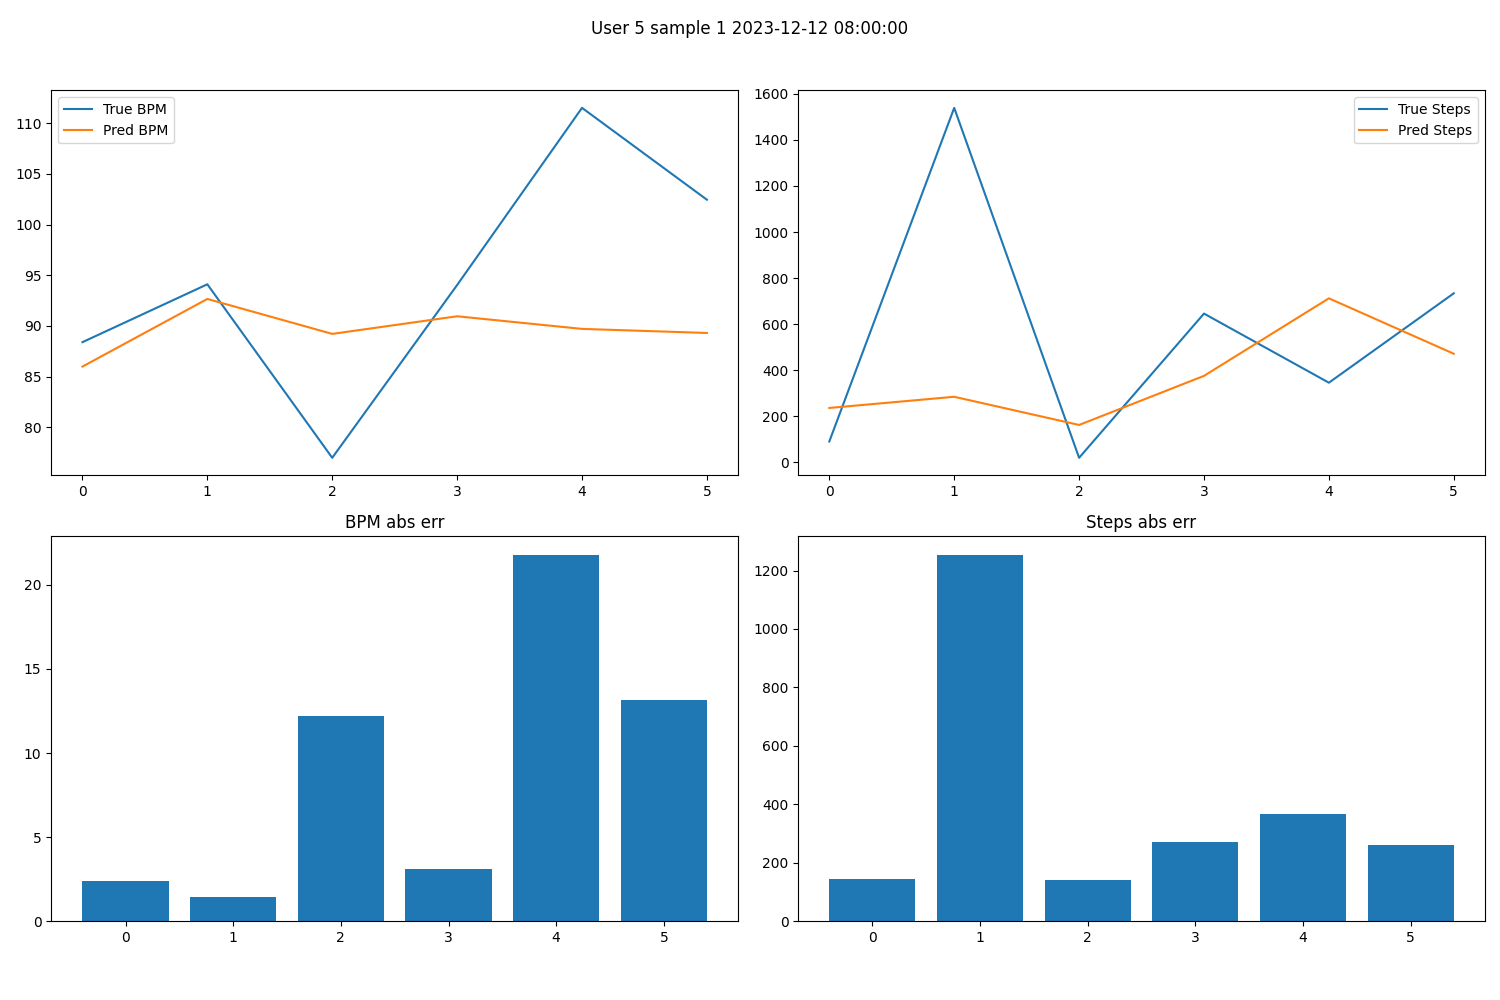 User 5 sample 1 2023-12-12 08:00:00
True BPM
Pred BPM
110
105
100
95
90
85
80
0 1 2 3 4 5
True Steps
Pred Steps
1600
1400
1200
1000
800
600
400
200
0
0 1 2 3 4 5
BPM abs err
20
15
10
5
0
0 1 2 3 4 5
Steps abs err
1200
1000
800
600
400
200
0
0 1 2 3 4 5